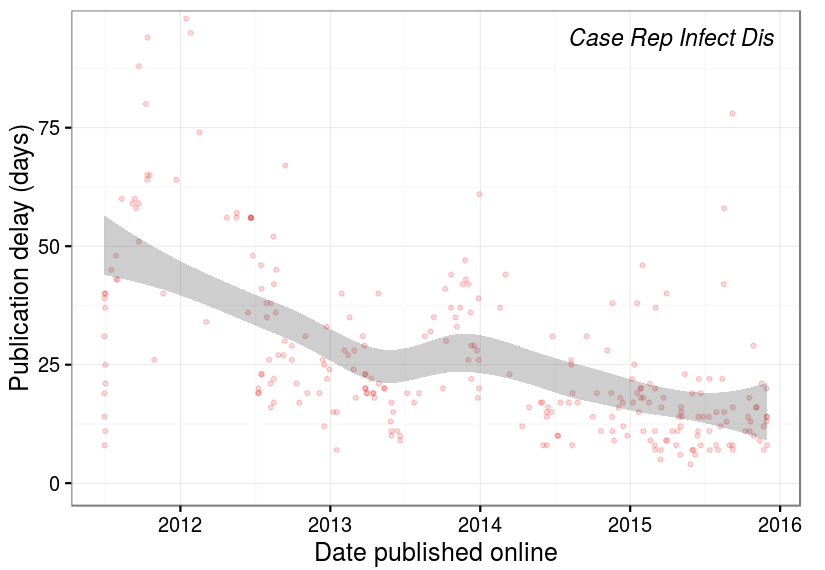 Case Rep Infect Dis
Publication delay (days)
75
50
25
0
2012 2013 2014 2015 2016
Date published online